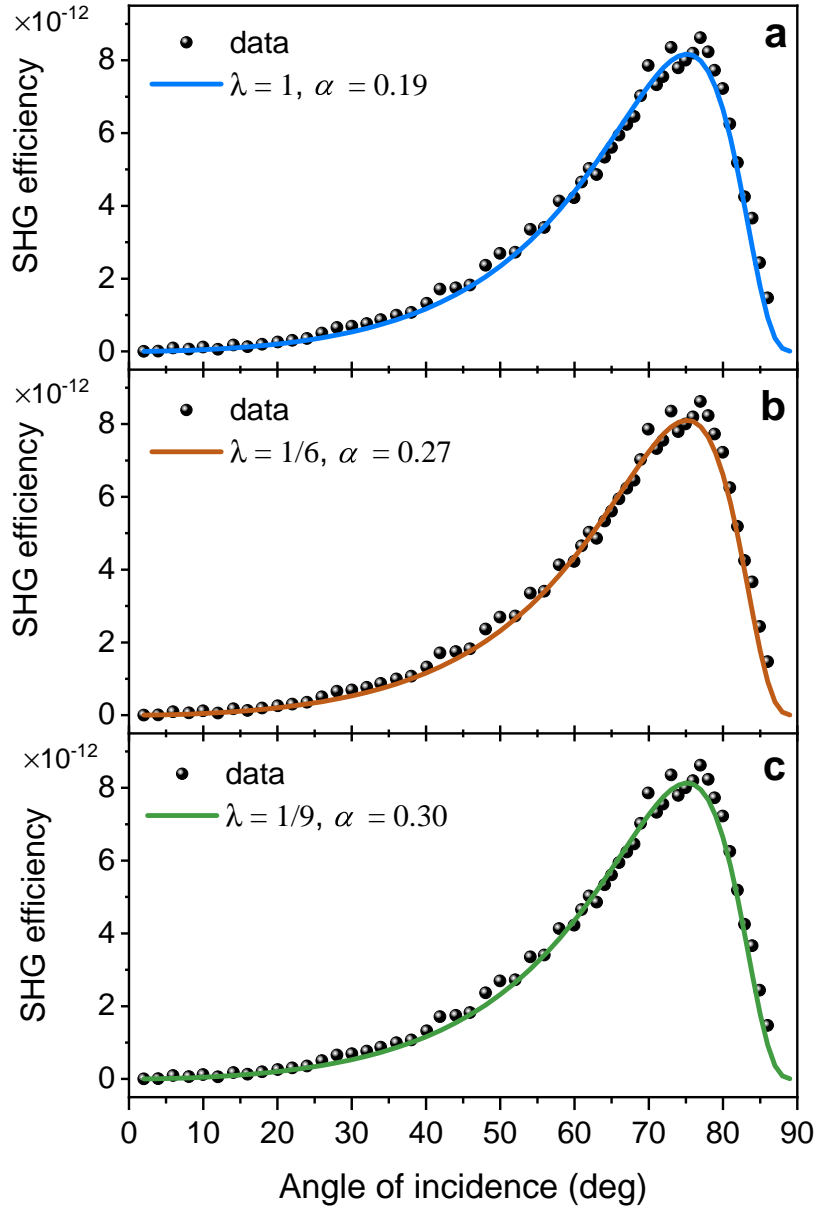 ×10⁻¹²
a
data
λ = 1, α = 0.19
8
6
4
2
0
SHG efficiency
×10⁻¹²
b
data
λ = 1/6, α = 0.27
8
6
4
2
0
SHG efficiency
×10⁻¹²
c
data
λ = 1/9, α = 0.30
8
6
4
2
0
SHG efficiency
0 10 20 30 40 50 60 70 80 90
Angle of incidence (deg)